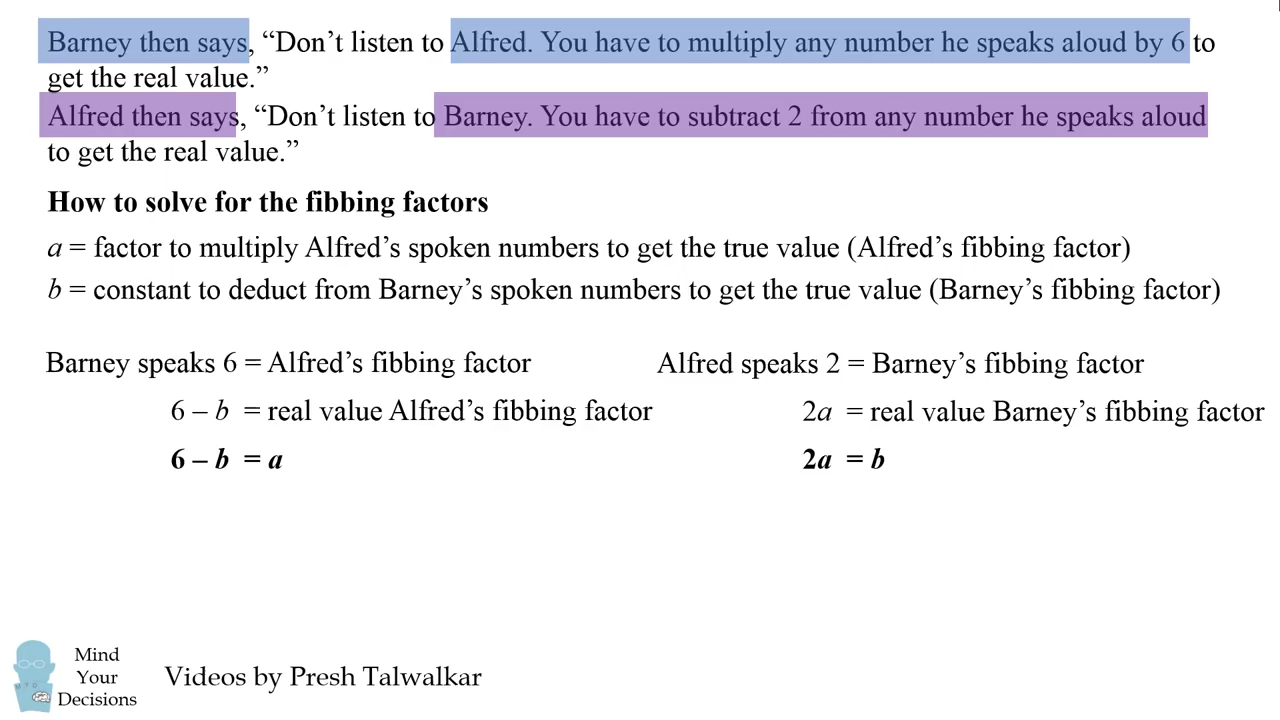 Barney then says, “Don’t listen to Alfred. You have to multiply any number he speaks aloud by 6 to
get the real value.”
Alfred then says, “Don’t listen to Barney. You have to subtract 2 from any number he speaks aloud
to get the real value.”
How to solve for the fibbing factors
a = factor to multiply Alfred’s spoken numbers to get the true value (Alfred’s fibbing factor)
b = constant to deduct from Barney’s spoken numbers to get the true value (Barney’s fibbing factor)
Barney speaks 6 = Alfred’s fibbing factor
6 – b = real value Alfred’s fibbing factor
6 – b = a
Alfred speaks 2 = Barney’s fibbing factor
2a = real value Barney’s fibbing factor
2a = b
Mind
Your
Decisions
Videos by Presh Talwalkar